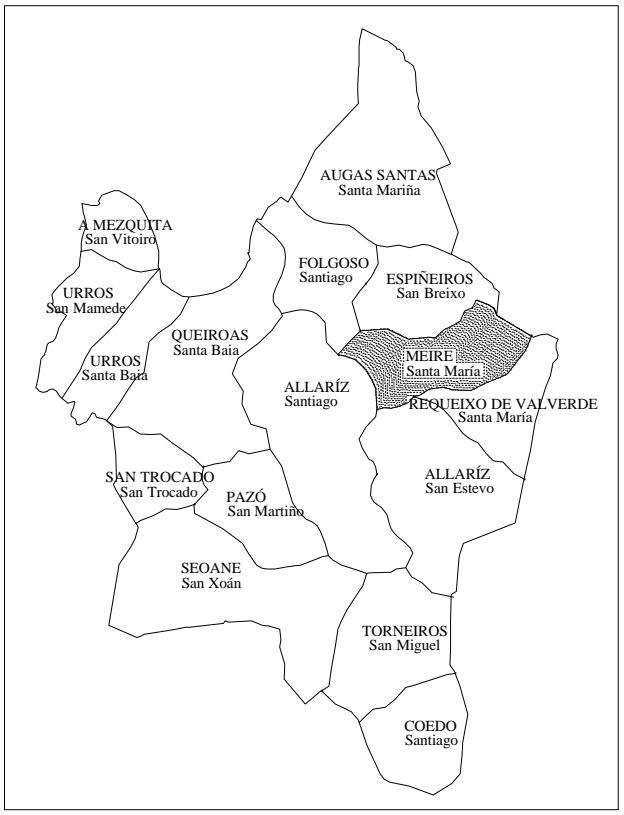 AUGAS SANTAS
Santa Mariña
A MEZQUITA
San Vitoiro
FOLGOSO
Santiago
ESPIÑEIROS
San Breixo
URROS
San Mamede
QUEIROAS
Santa Baia
URROS
Santa Baia
MEIRE
Santa María
ALLARÍZ
Santiago
REQUEIXO DE VALVERDE
Santa María
SAN TROCADO
San Trocado
PAZÓ
San Martiño
ALLARÍZ
San Estevo
SEOANE
San Xoán
TORNEIROS
San Miguel
COEDO
Santiago